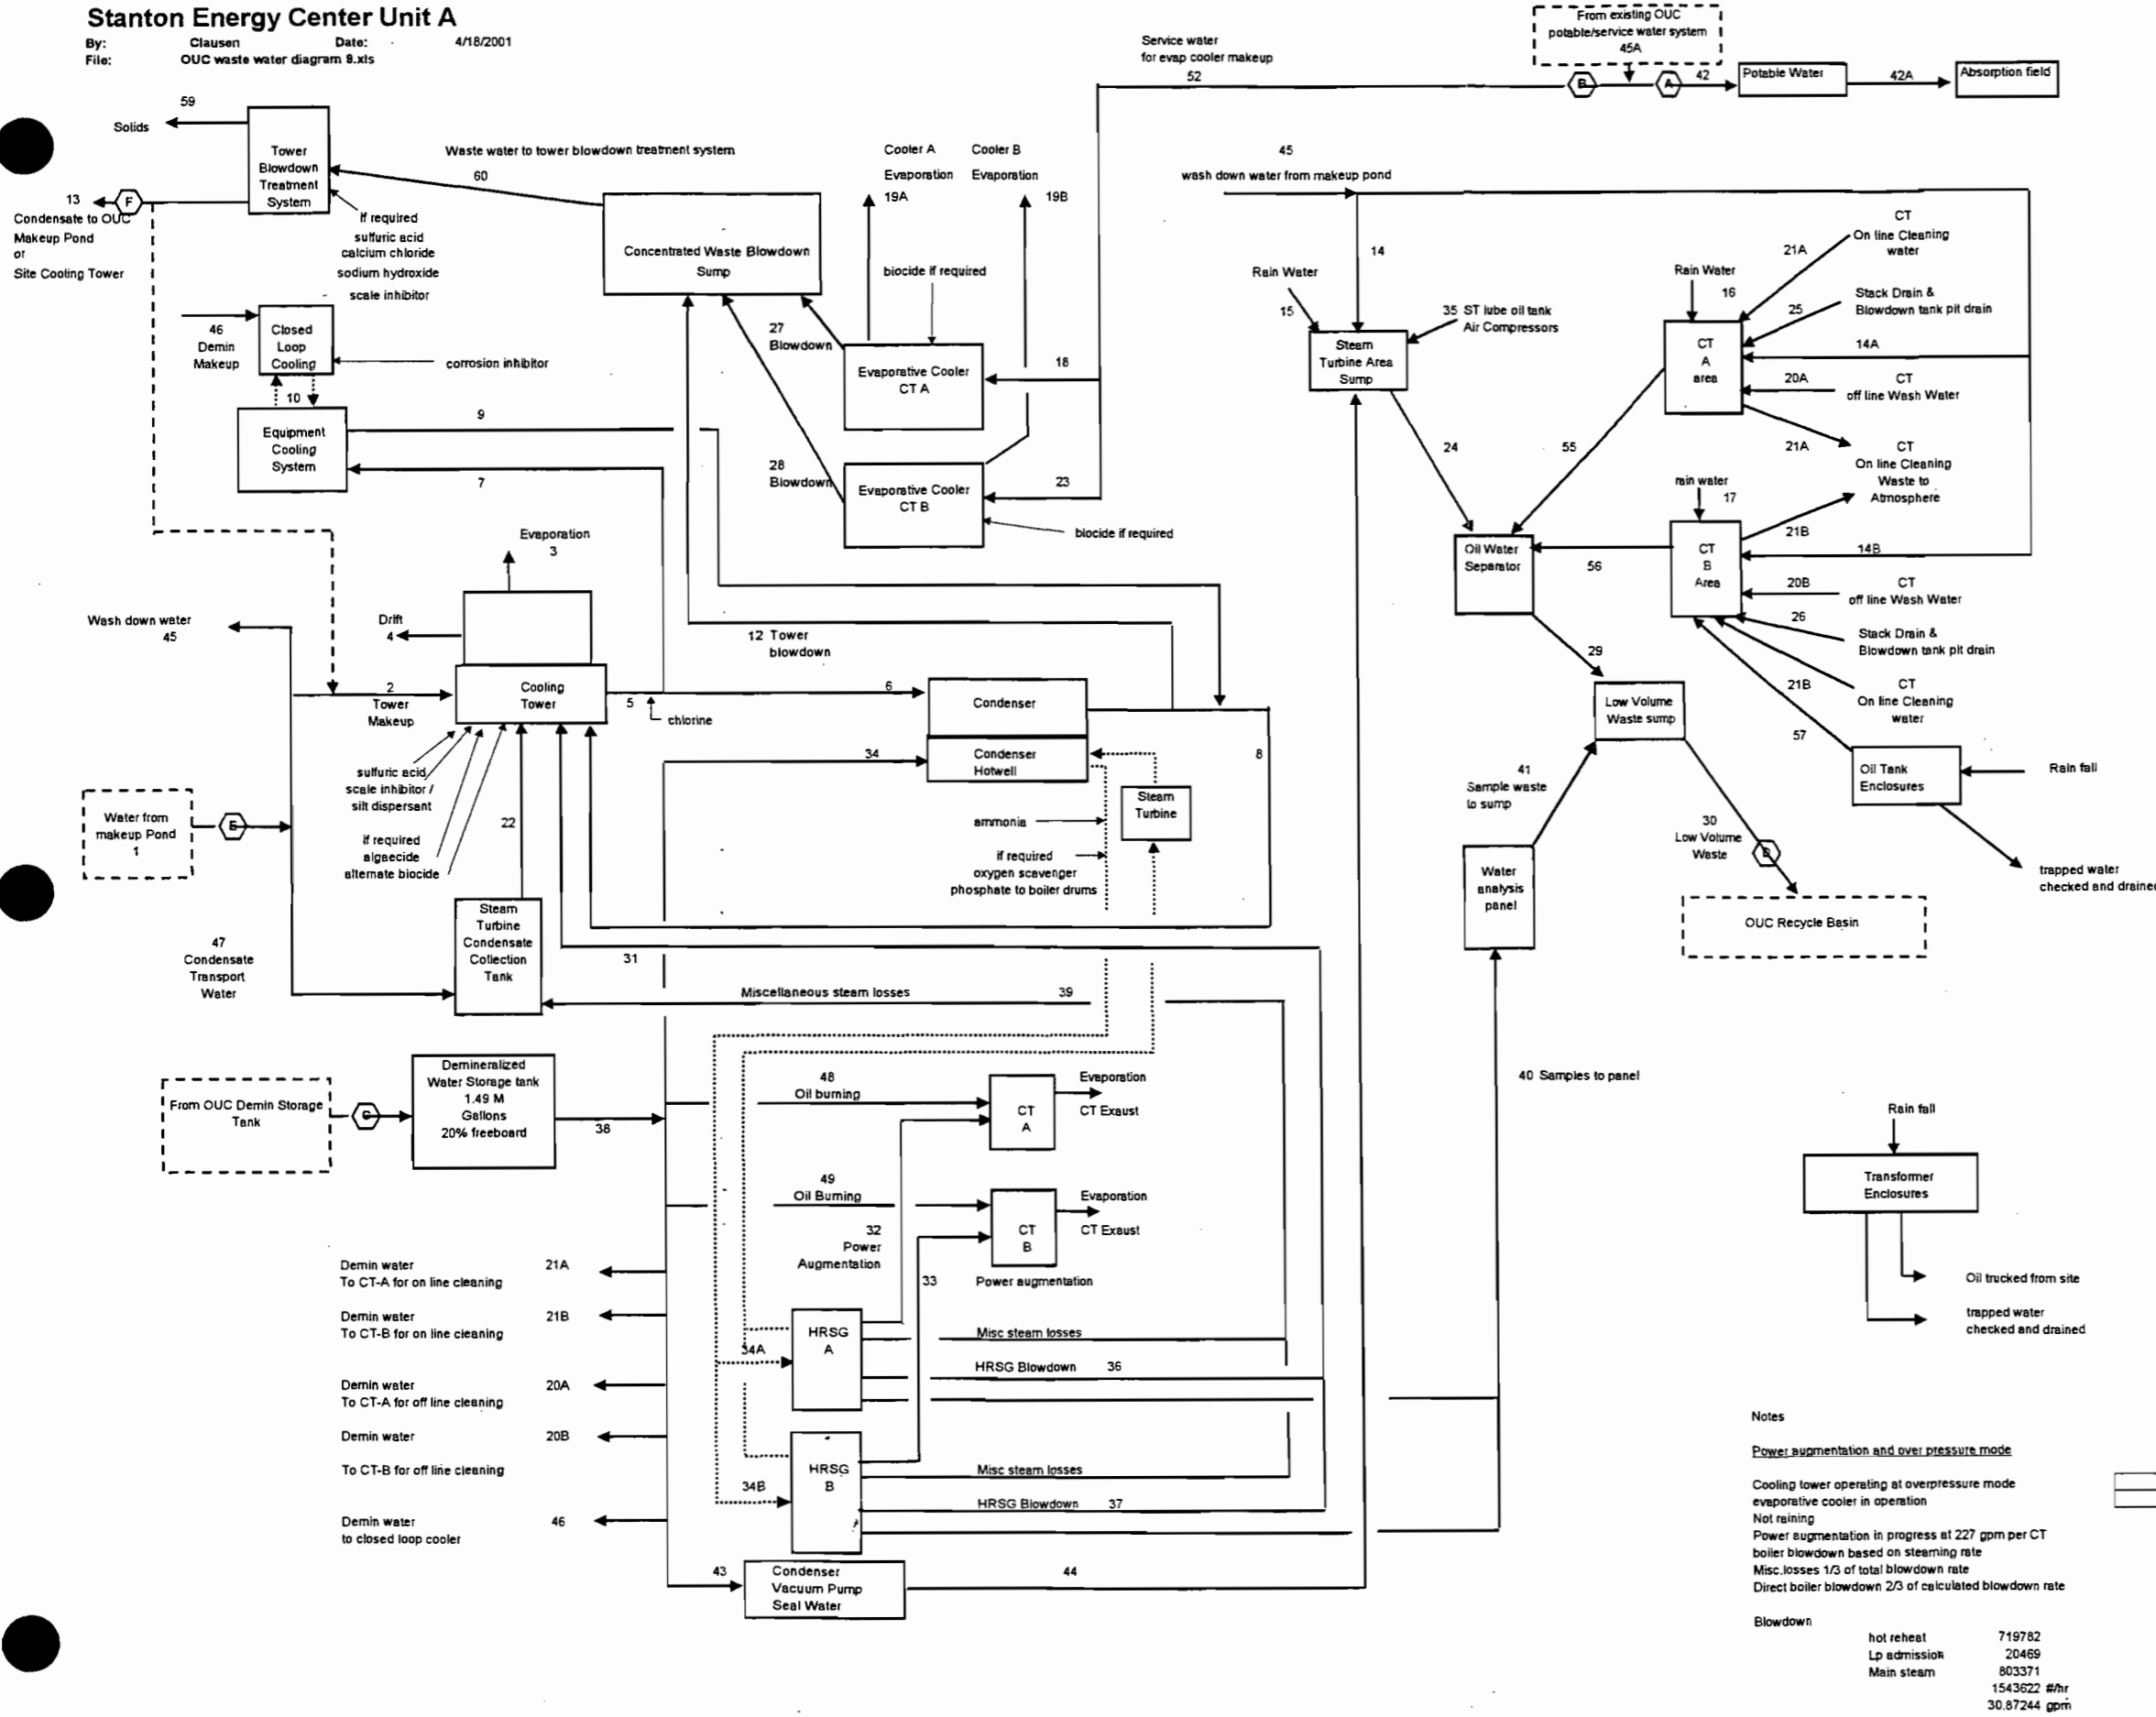 Stanton Energy Center Unit A
By: Clausen Date: 4/18/2001
File: OUC waste water diagram 8.xls
From existing OUC
potable/service water system
45A
B
A
42
Potable Water
42A
Absorption field
Service water
for evap cooler makeup
52
59
Solids
Tower
Blowdown
Treatment
System
13
F
Condensate to OUC
Makeup Pond
or
Site Cooling Tower
If required
sulfuric acid
calcium chloride
sodium hydroxide
scale inhibitor
Waste water to tower blowdown treatment system
60
Concentrated Waste Blowdown
Sump
Cooler A
Evaporation
19A
Cooler B
Evaporation
19B
biocide if required
27
Blowdown
Evaporative Cooler
CT A
18
28
Blowdown
Evaporative Cooler
CT B
23
biocide if required
45
wash down water from makeup pond
14
Rain Water
15
35 ST lube oil tank
Air Compressors
Steam
Turbine Area
Sump
24
Rain Water
16
CT
On line Cleaning
water
21A
Stack Drain &
Blowdown tank pit drain
25
CT
A
area
14A
20A
CT
off line Wash Water
21A
CT
On line Cleaning
Waste to
Atmosphere
55
rain water
17
21B
CT
B
Area
14B
20B
CT
off line Wash Water
26
Stack Drain &
Blowdown tank pit drain
21B
CT
On line Cleaning
water
57
Oil Water
Separator
56
29
Low Volume
Waste sump
Oil Tank
Enclosures
Rain fall
trapped water
checked and drained
41
Sample waste
to sump
30
Low Volume
Waste
D
Water
analysis
panel
OUC Recycle Basin
40 Samples to panel
46
Demin
Makeup
Closed
Loop
Cooling
corrosion inhibitor
10
Equipment
Cooling
System
9
7
Evaporation
3
Drift
4
Wash down water
45
2
Tower
Makeup
Cooling
Tower
5
chlorine
6
12 Tower
blowdown
Condenser
Condenser
Hotwell
34
8
Steam
Turbine
ammonia
if required
oxygen scavenger
phosphate to boiler drums
sulfuric acid
scale inhibitor /
silt dispersant
if required
algaecide
alternate biocide
22
Water from
makeup Pond
1
E
47
Condensate
Transport
Water
Steam
Turbine
Condensate
Collection
Tank
31
Miscellaneous steam losses 39
From OUC Demin Storage
Tank
C
Demineralized
Water Storage tank
1.49 M
Gallons
20% freeboard
38
48
Oil burning
CT
A
Evaporation
CT Exaust
49
Oil Burning
CT
B
Evaporation
CT Exaust
32
Power
Augmentation
33
Power augmentation
Demin water 21A
To CT-A for on line cleaning
Demin water 21B
To CT-B for on line cleaning
Demin water 20A
To CT-A for off line cleaning
Demin water 20B
To CT-B for off line cleaning
Demin water 46
to closed loop cooler
HRSG
A
34A
Misc steam losses
HRSG Blowdown 36
HRSG
B
34B
Misc steam losses
HRSG Blowdown 37
43
Condenser
Vacuum Pump
Seal Water
44
Rain fall
Transformer
Enclosures
Oil trucked from site
trapped water
checked and drained
Notes
Power augmentation and over pressure mode
Cooling tower operating at overpressure mode
evaporative cooler in operation
Not raining
Power augmentation in progress at 227 gpm per CT
boiler blowdown based on steaming rate
Misc.losses 1/3 of total blowdown rate
Direct boiler blowdown 2/3 of calculated blowdown rate
Blowdown
hot reheat 719782
Lp admission 20469
Main steam 803371
1543622 #/hr
30.87244 gpm